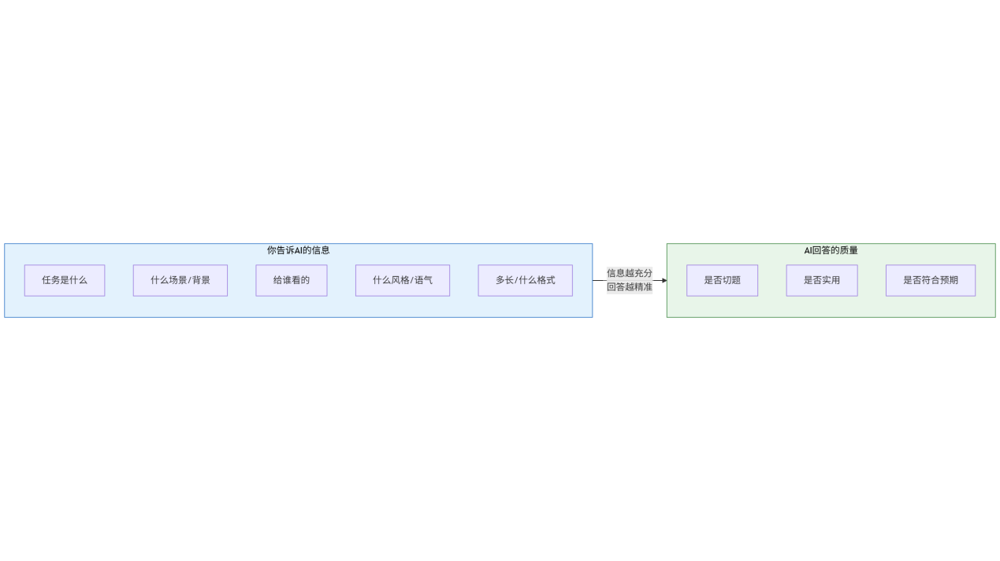 你告诉AI的信息
任务是什么
什么场景/背景
给谁看的
什么风格/语气
多长/什么格式
信息越充分
回答越精准
AI回答的质量
是否切题
是否实用
是否符合预期